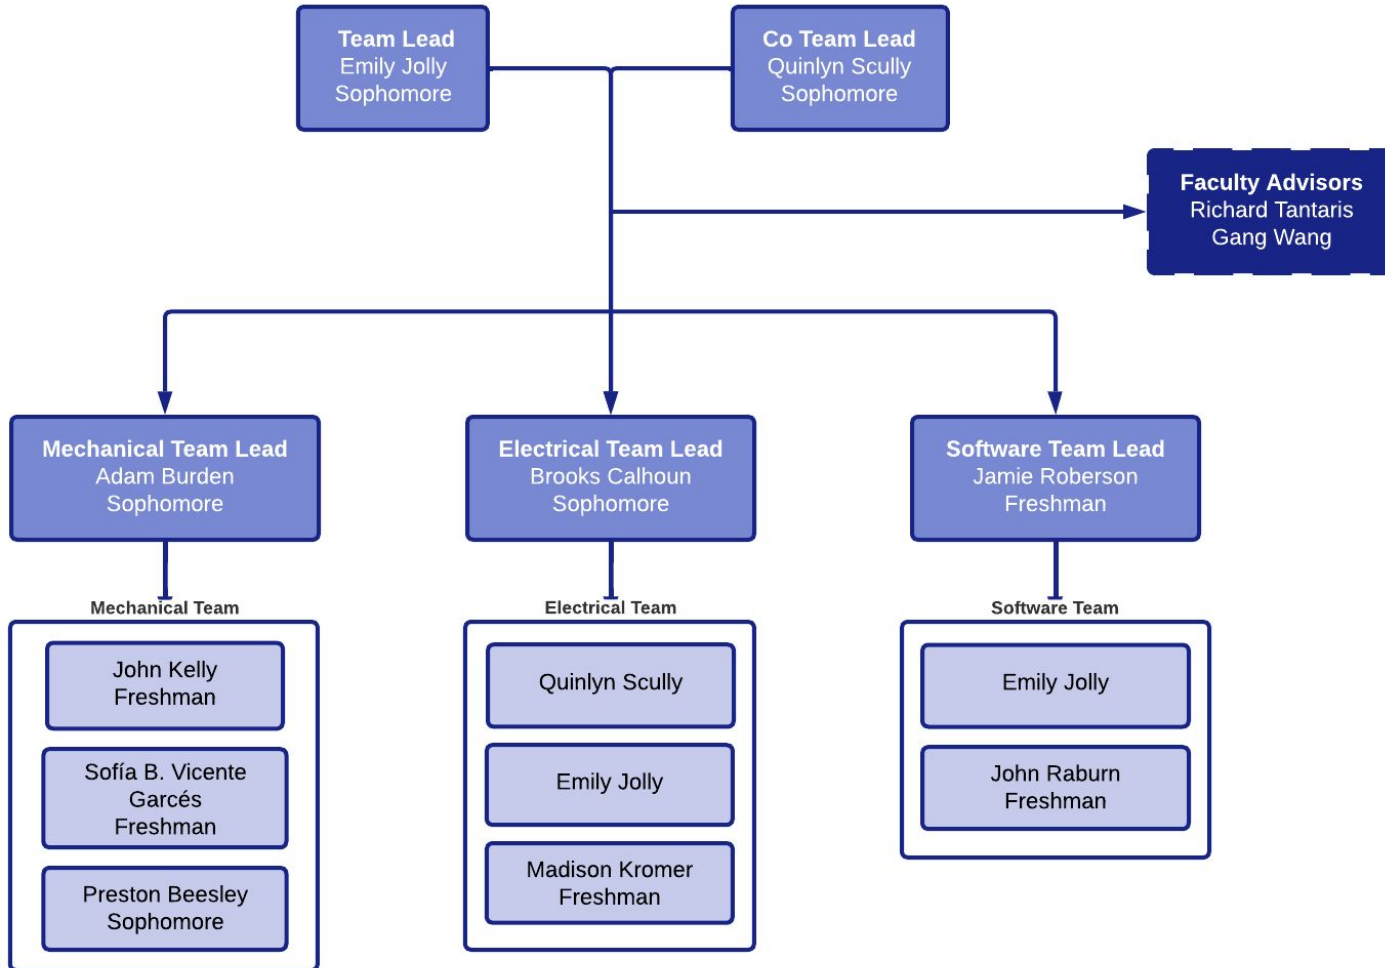 Team Lead
Emily Jolly
Sophomore
Co Team Lead
Quinlyn Scully
Sophomore
Faculty Advisors
Richard Tantaris
Gang Wang
Mechanical Team Lead
Adam Burden
Sophomore
Electrical Team Lead
Brooks Calhoun
Sophomore
Software Team Lead
Jamie Roberson
Freshman
Mechanical Team
John Kelly
Freshman
Sofía B. Vicente
Garcés
Freshman
Preston Beesley
Sophomore
Electrical Team
Quinlyn Scully
Emily Jolly
Madison Kromer
Freshman
Software Team
Emily Jolly
John Raburn
Freshman